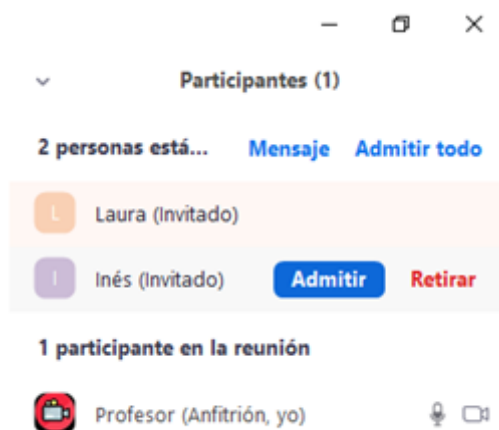 Participantes (1)
2 personas está... Mensaje Admitir todo
L Laura (Invitado)
I Inés (Invitado) Admitir Retirar
1 participante en la reunión
Profesor (Anfitrión, yo)